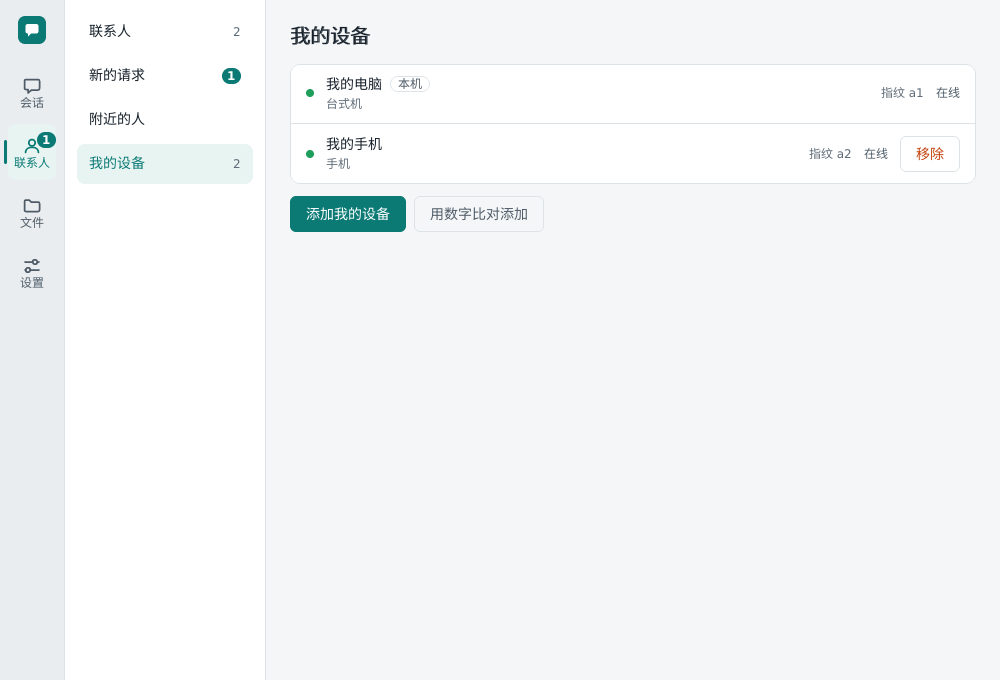 会话
1
联系人
文件
设置
联系人 2
新的请求 1
附近的人
我的设备 2
我的设备
我的电脑 本机
台式机
指纹 a1 在线
我的手机
手机
指纹 a2 在线 移除
添加我的设备 用数字比对添加